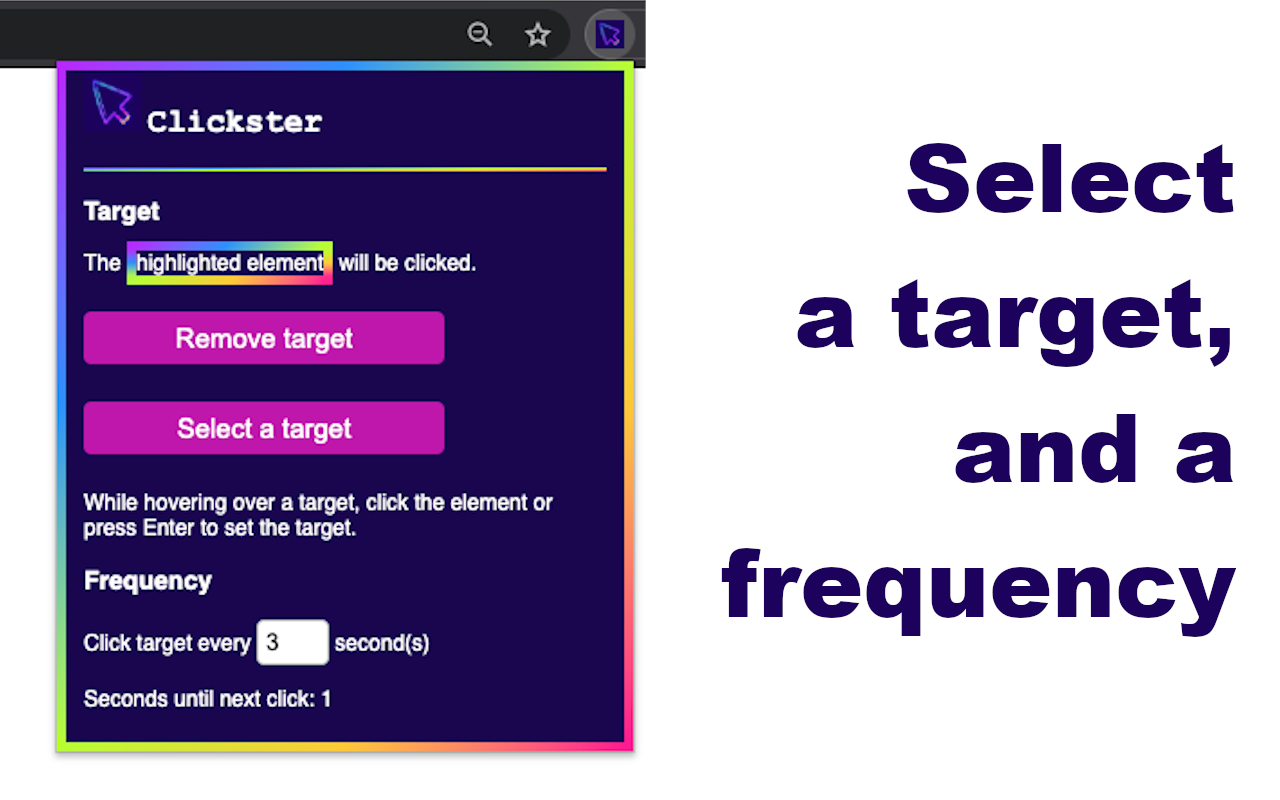 Clickster
Target
The highlighted element will be clicked.
Remove target
Select a target
While hovering over a target, click the element or
press Enter to set the target.
Frequency
Click target every 3 second(s)
Seconds until next click: 1
Select
a target,
and a
frequency